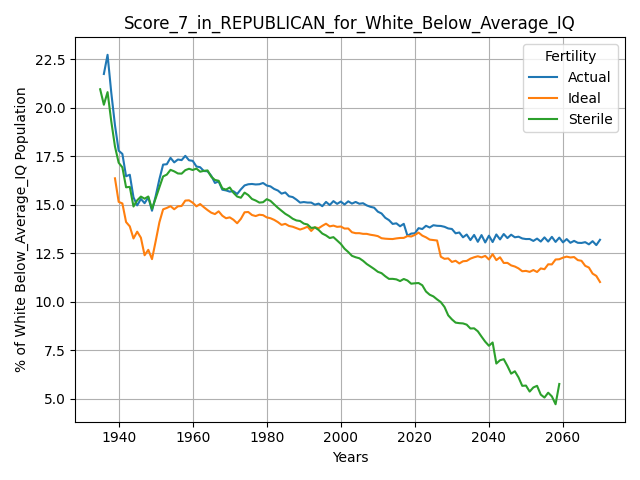 Score_7_in_REPUBLICAN_for_White_Below_Average_IQ
% of White Below_Average_IQ Population
22.5
20.0
17.5
15.0
12.5
10.0
7.5
5.0
Fertility
Actual
Ideal
Sterile
1940 1960 1980 2000 2020 2040 2060
Years